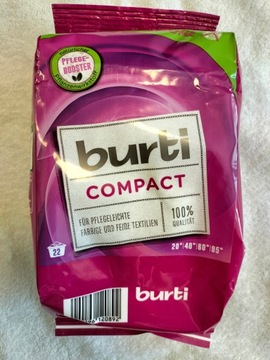 PFLEGE-
BOOSTER
burti
COMPACT
FÜR PFLEGELEICHTE
FARBIGE UND FEINE TEXTILIEN
100%
QUALITÄT
22
20°|40°|60°|95°
burti